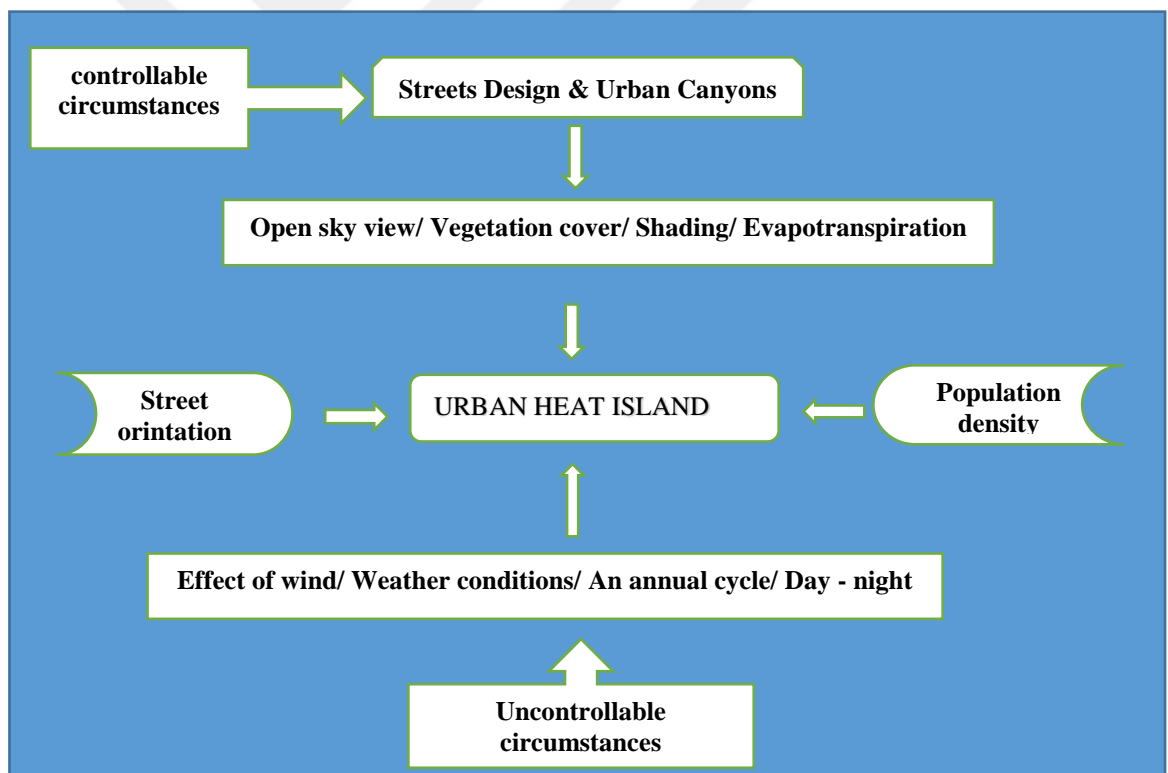 controllable
circumstances
Streets Design & Urban Canyons
Open sky view/ Vegetation cover/ Shading/ Evapotranspiration
Street
orintation
URBAN HEAT ISLAND
Population
density
Effect of wind/ Weather conditions/ An annual cycle/ Day - night
Uncontrollable
circumstances